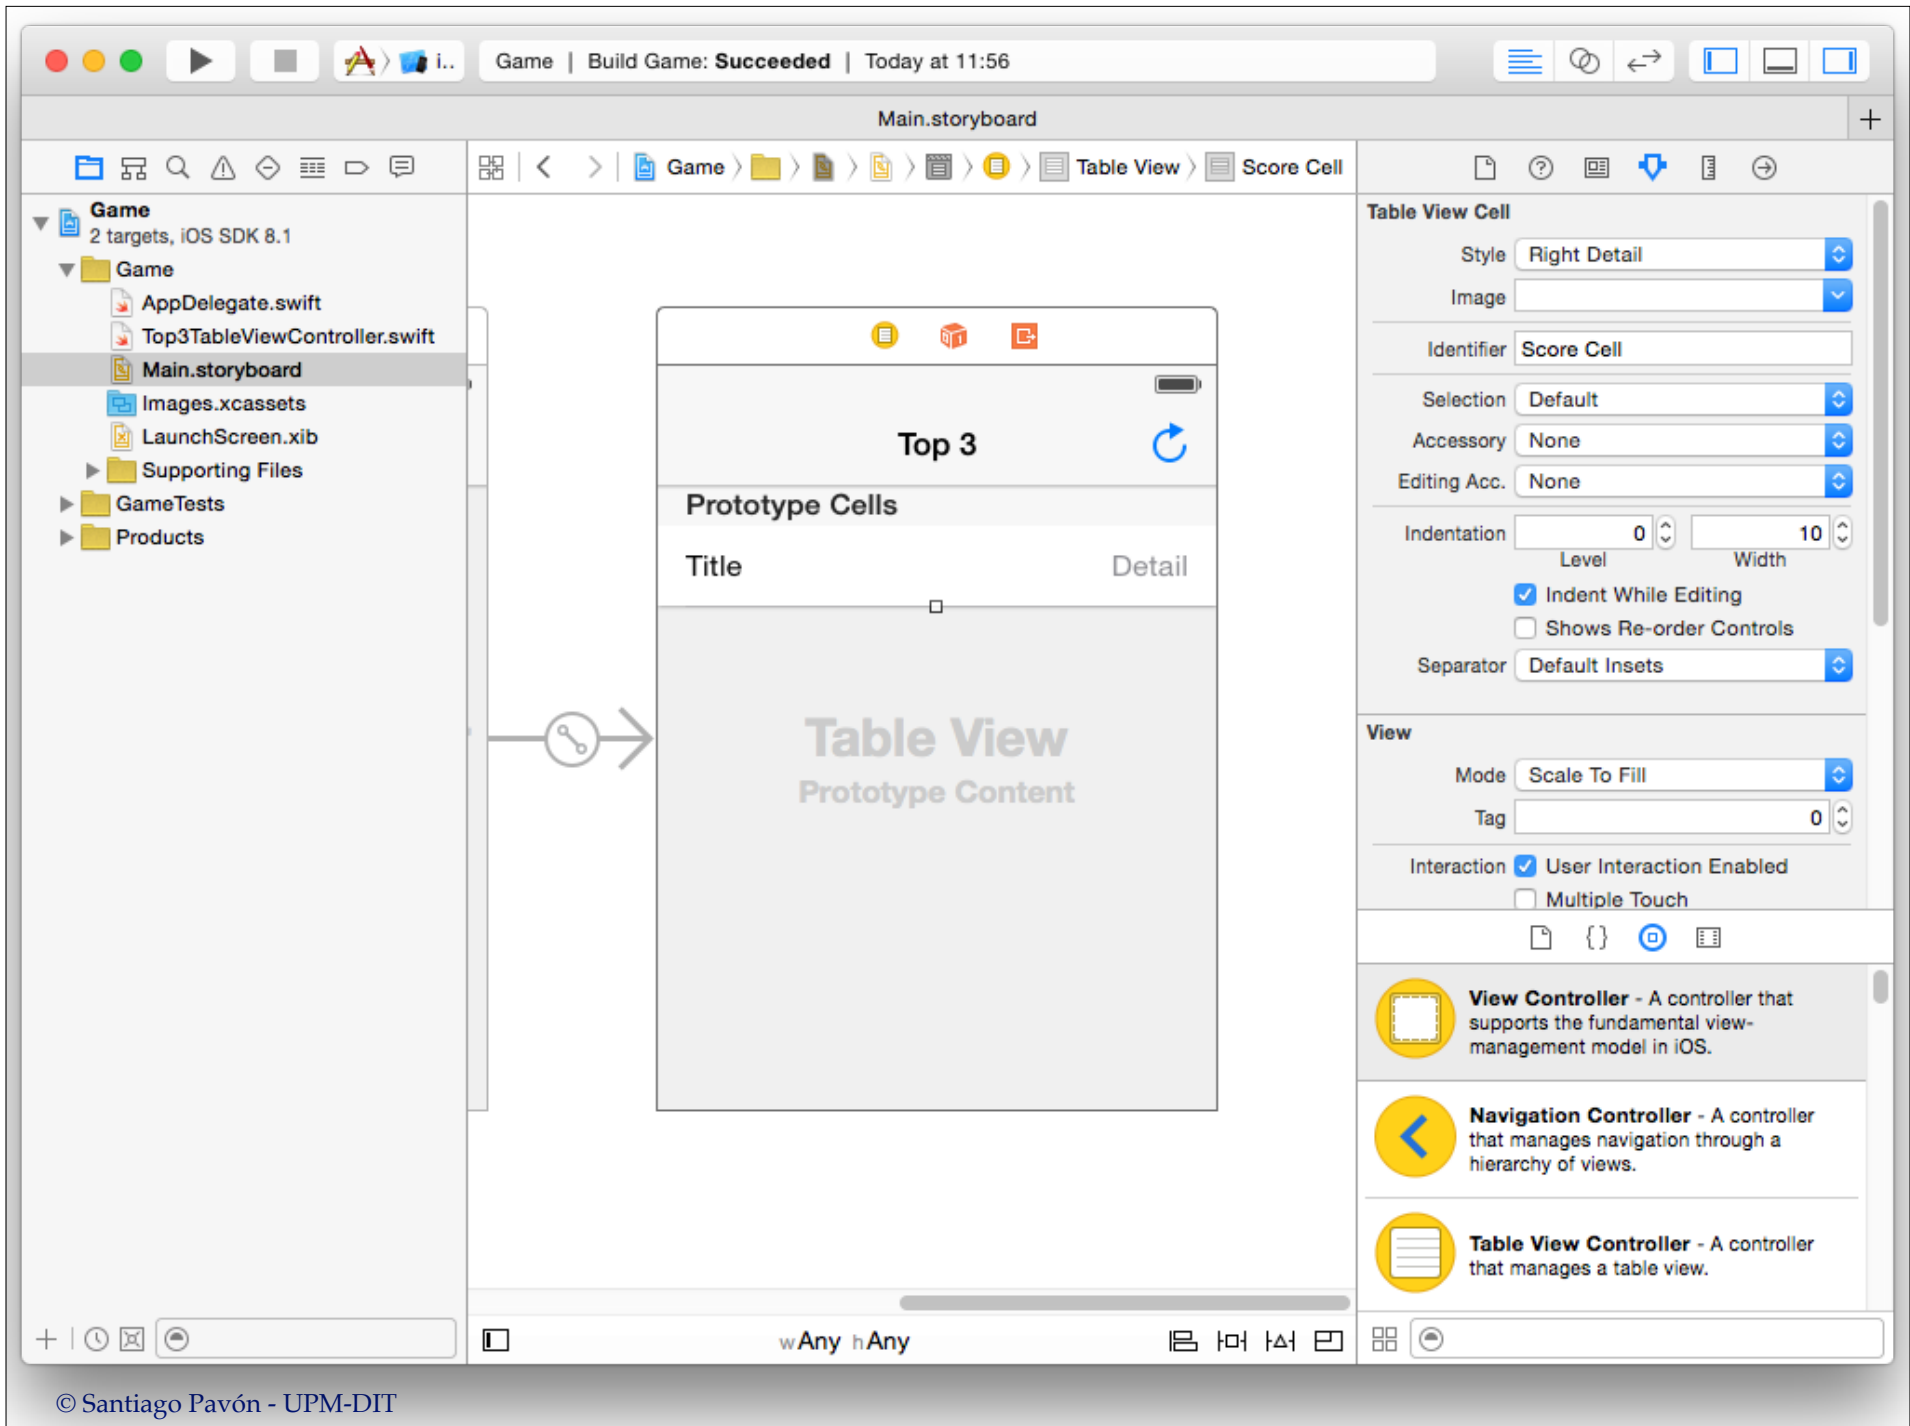 i..
Game | Build Game: Succeeded | Today at 11:56
Main.storyboard
Game
Table View
Score Cell
Game
2 targets, iOS SDK 8.1
Game
AppDelegate.swift
Top3TableViewController.swift
Main.storyboard
Images.xcassets
LaunchScreen.xib
Supporting Files
GameTests
Products
Top 3
Prototype Cells
Title Detail
Table View
Prototype Content
wAny hAny
Table View Cell
Style Right Detail
Image
Identifier Score Cell
Selection Default
Accessory None
Editing Acc. None
Indentation 0 10
Level Width
Indent While Editing
Shows Re-order Controls
Separator Default Insets
View
Mode Scale To Fill
Tag 0
Interaction User Interaction Enabled
Multiple Touch
{}
View Controller - A controller that
supports the fundamental view-
management model in iOS.
Navigation Controller - A controller
that manages navigation through a
hierarchy of views.
Table View Controller - A controller
that manages a table view.
© Santiago Pavón - UPM-DIT